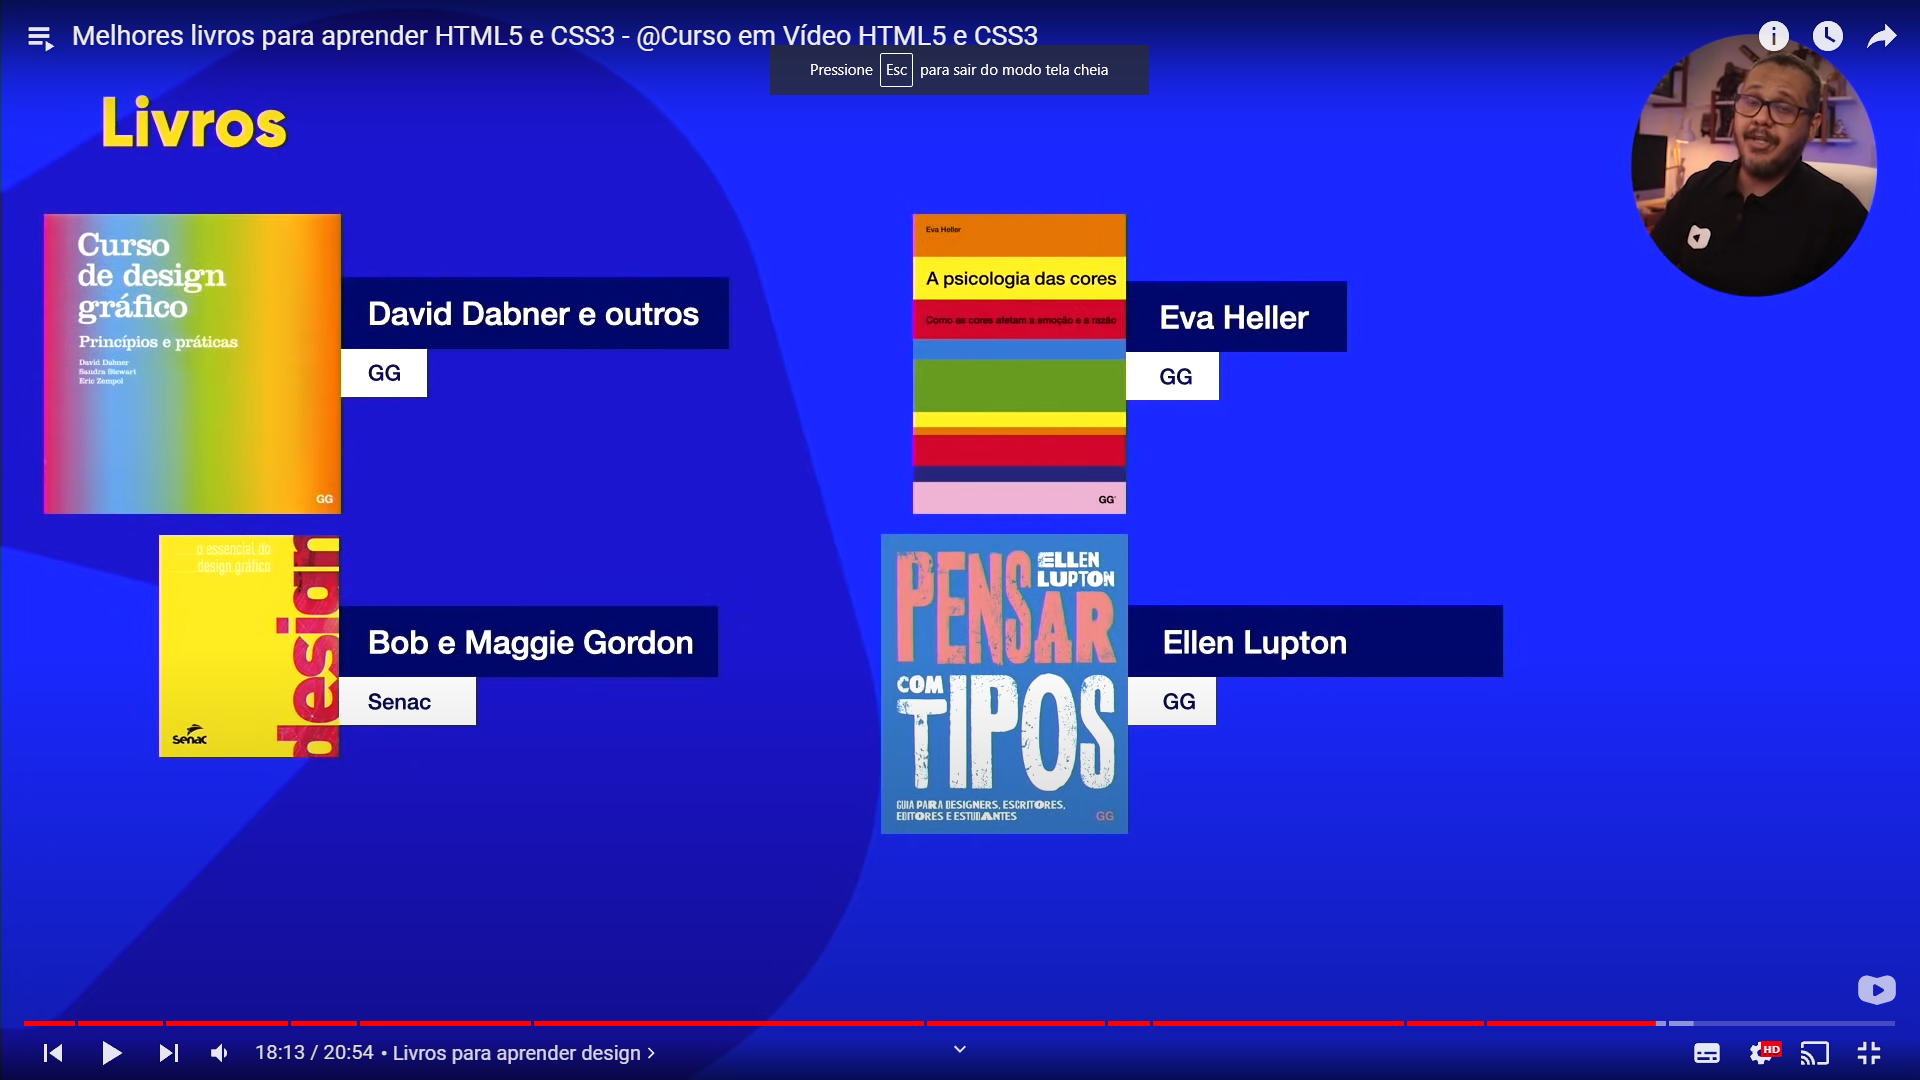 Melhores livros para aprender HTML5 e CSS3 - @Curso em Vídeo HTML5 e CSS3
Pressione Esc para sair do modo tela cheia
Livros
Curso
de design
gráfico
Princípios e práticas
David Dabner
Sandra Stewart
Eric Zempol
GG
David Dabner e outros
GG
Eva Heller
A psicologia das cores
Como as cores afetam a emoção e a razão
GG
Eva Heller
GG
o essencial do
design gráfico
design
Senac
Bob e Maggie Gordon
Senac
PENSAR
ELLEN
LUPTON
COM
TIPOS
GUIA PARA DESIGNERS, ESCRITORES,
EDITORES E ESTUDANTES
GG
Ellen Lupton
GG
18:13 / 20:54 • Livros para aprender design
HD